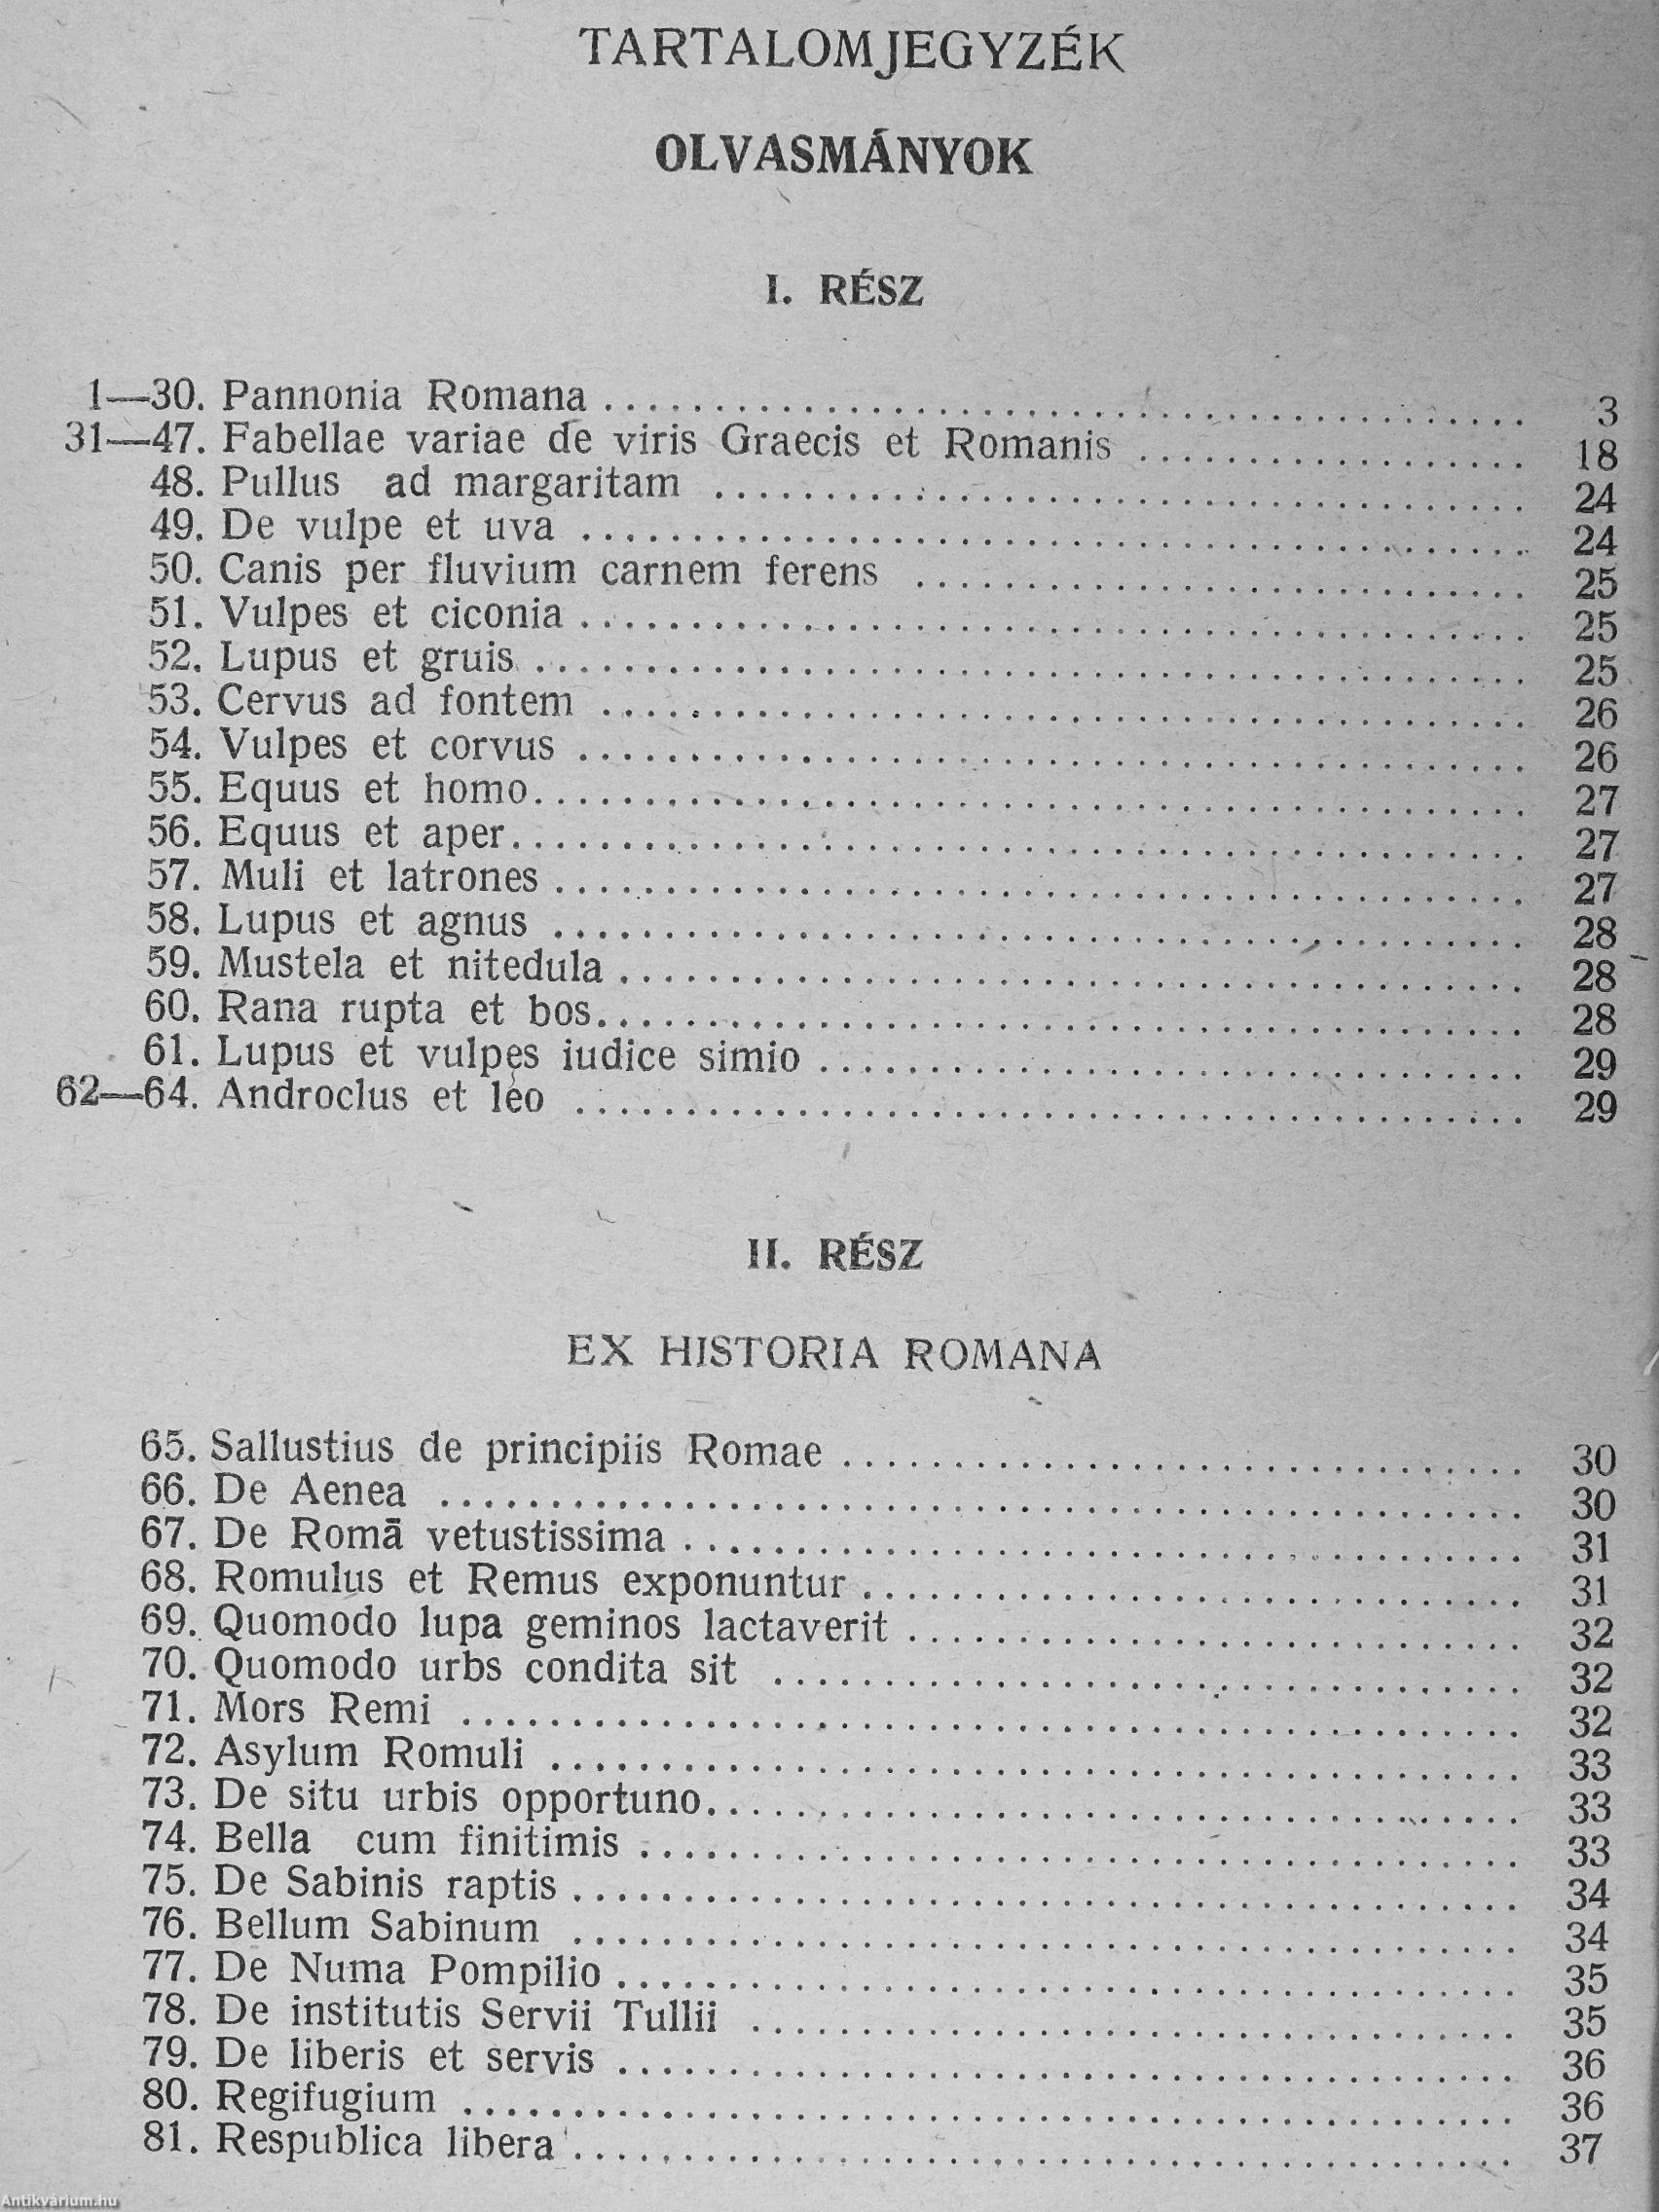 TARTALOMJEGYZÉK
OLVASMÁNYOK
I. RÉSZ
1—30. Pannonia Romana 3
31—47. Fabellae variae de viris Graecis et Romanis 18
48. Pullus ad margaritam 24
49. De vulpe et uva 24
50. Canis per fluvium carnem ferens 25
51. Vulpes et ciconia 25
52. Lupus et gruis 25
53. Cervus ad fontem 26
54. Vulpes et corvus 26
55. Equus et homo 27
56. Equus et aper 27
57. Muli et latrones 27
58. Lupus et agnus 28
59. Mustela et nitedula 28
60. Rana rupta et bos 28
61. Lupus et vulpes iudice simio 29
62—64. Androclus et leo 29
II. RÉSZ
EX HISTORIA ROMANA
65. Sallustius de principiis Romae 30
66. De Aenea 30
67. De Romā vetustissima 31
68. Romulus et Remus exponuntur 31
69. Quomodo lupa geminos lactaverit 32
70. Quomodo urbs condita sit 32
71. Mors Remi 32
72. Asylum Romuli 33
73. De situ urbis opportuno 33
74. Bella cum finitimis 33
75. De Sabinis raptis 34
76. Bellum Sabinum 34
77. De Numa Pompilio 35
78. De institutis Servii Tullii 35
79. De liberis et servis 36
80. Regifugium 36
81. Respublica libera 37
Antikvárium.hu